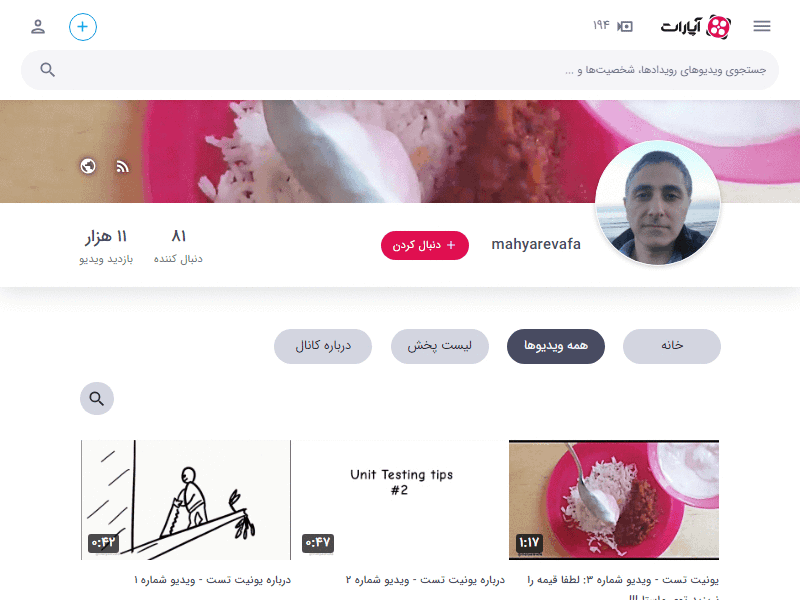 آپارات
۱۹۴
جستجوی ویدیوهای رویدادها، شخصیت‌ها و ...
mahyarevafa
+ دنبال کردن
۸۱
دنبال کننده
۱۱ هزار
بازدید ویدیو
خانه
همه ویدیوها
لیست پخش
درباره کانال
۱:۱۷
Unit Testing tips
#2
۰:۴۷
۰:۴۲
یونیت تست - ویدیو شماره ۳: لطفا قیمه را
درباره یونیت تست - ویدیو شماره ۲
درباره یونیت تست - ویدیو شماره ۱